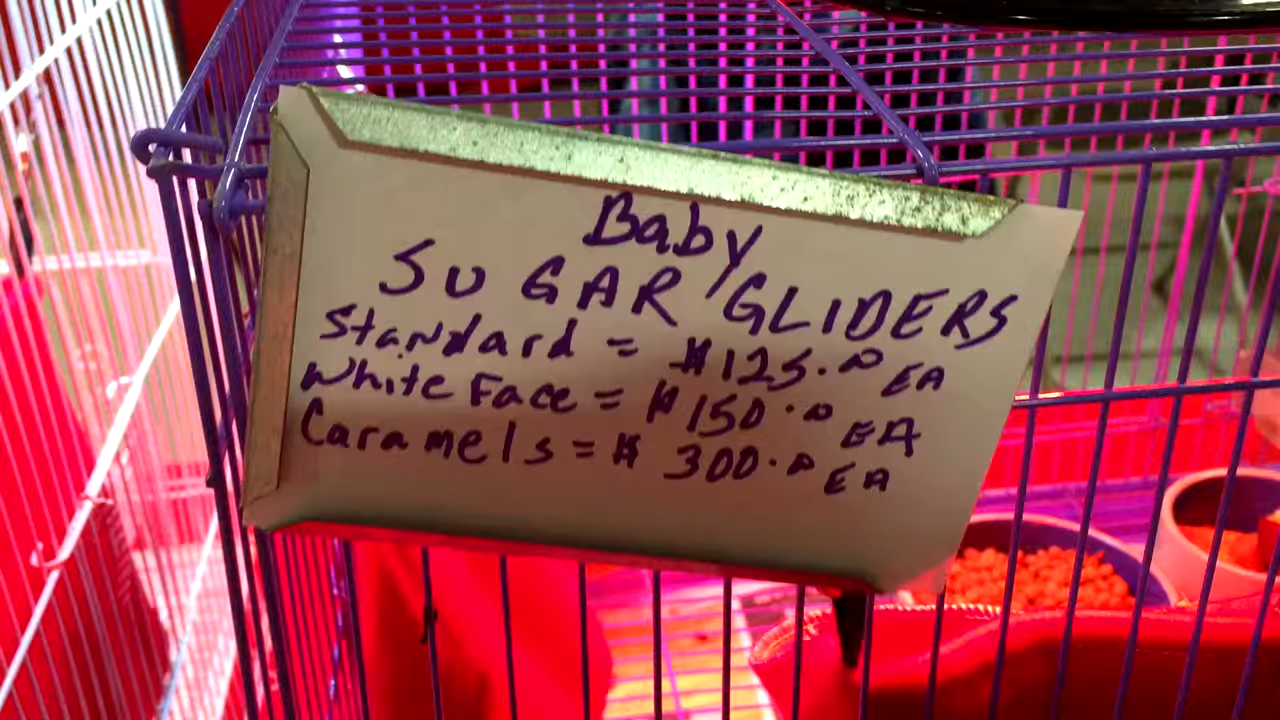 Baby
SUGAR GLIDERS
Standard = $125.00 EA
White Face = $150.00 EA
Caramels = $300.00 EA